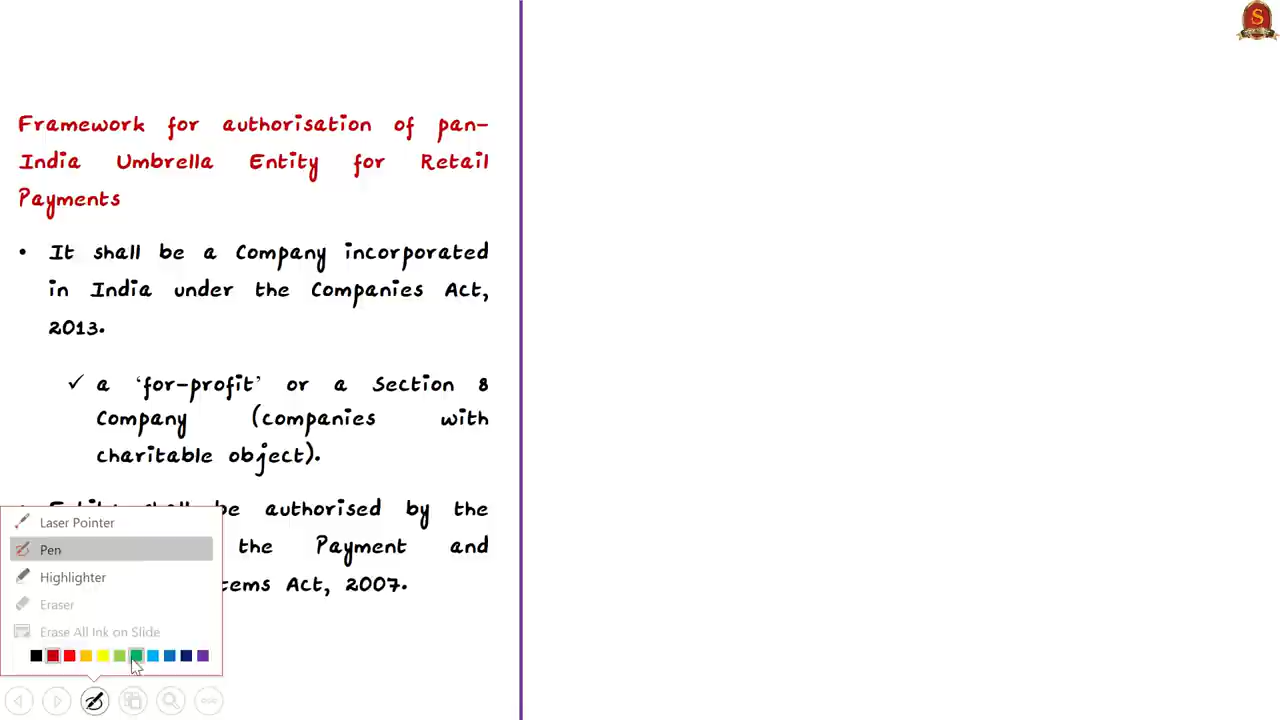 Framework for authorisation of pan-
India Umbrella Entity for Retail
Payments
• It shall be a Company incorporated
in India under the Companies Act,
2013.
✓ a ‘for-profit’ or a Section 8
Company (companies with
charitable object).
be authorised by the
the Payment and
Act, 2007.
Laser Pointer
Pen
Highlighter
Eraser
Erase All Ink on Slide
S